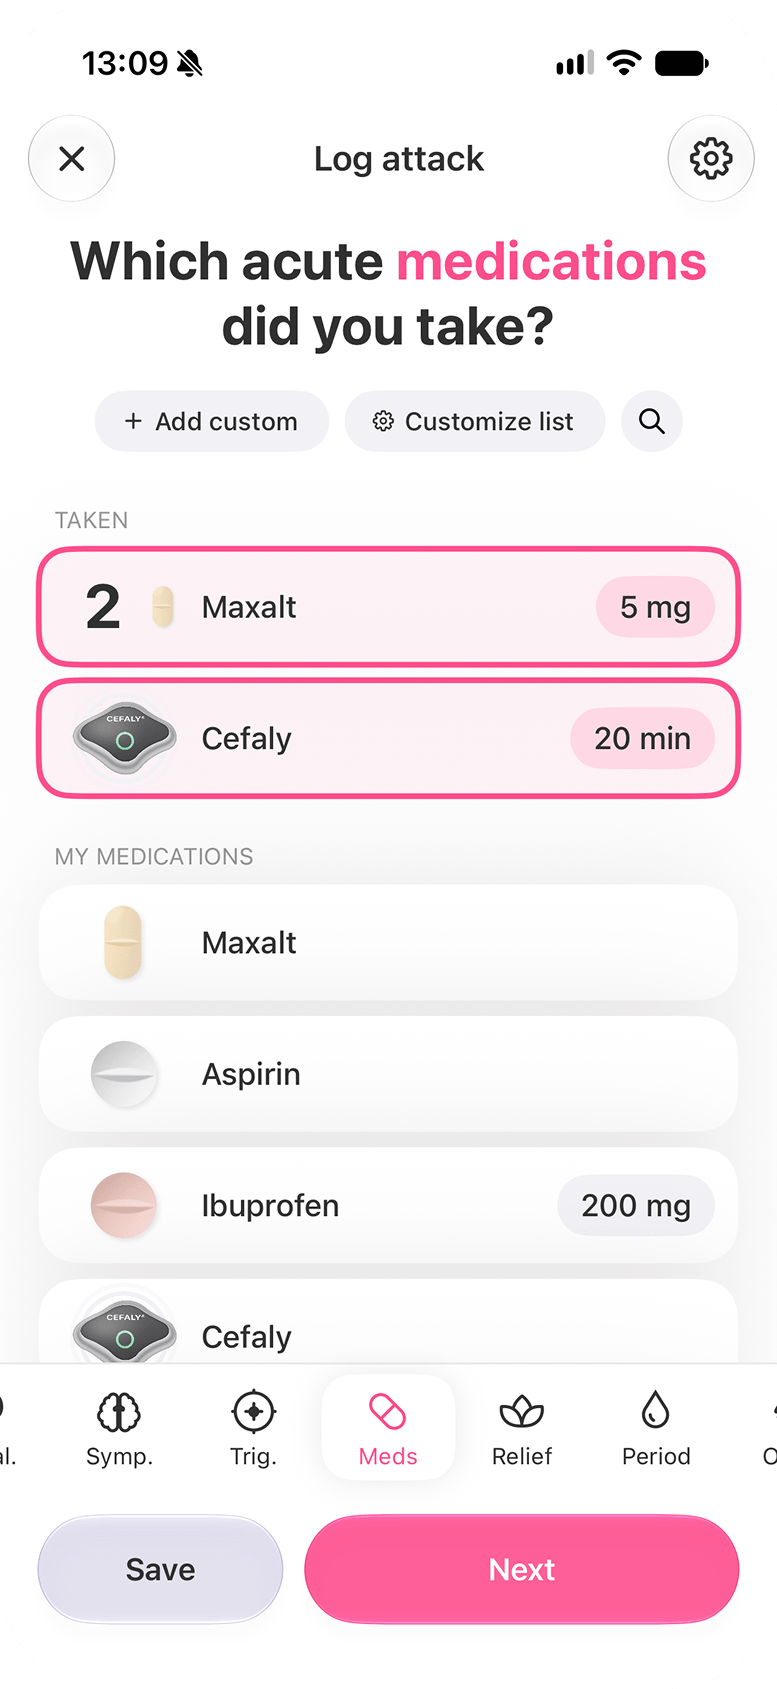 13:09
Log attack
Which acute medications
did you take?
+ Add custom
Customize list
TAKEN
2 Maxalt 5 mg
CEFALY
Cefaly 20 min
MY MEDICATIONS
Maxalt
Aspirin
Ibuprofen 200 mg
CEFALY
Cefaly
al. Symp. Trig. Meds Relief Period O
Save Next